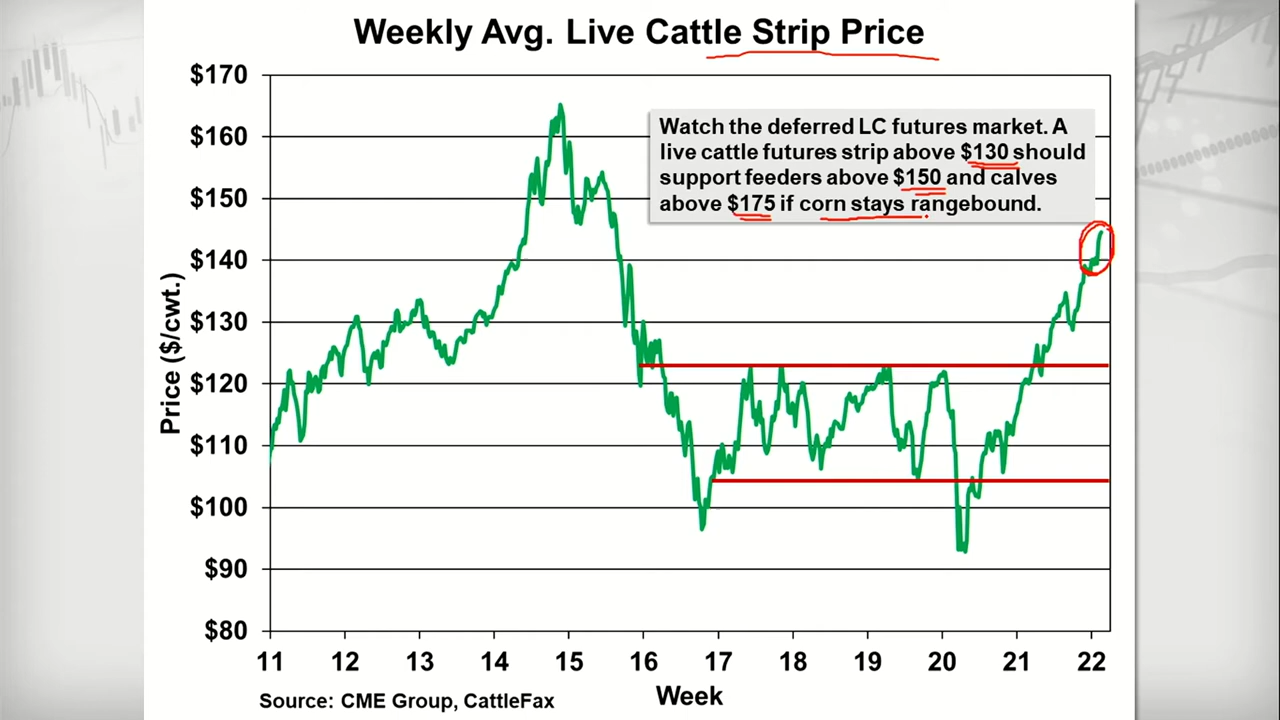 Weekly Avg. Live Cattle Strip Price
$170
$160
$150
$140
$130
$120
$110
$100
$90
$80
Price ($/cwt.)
Watch the deferred LC futures market. A
live cattle futures strip above $130 should
support feeders above $150 and calves
above $175 if corn stays rangebound.
11 12 13 14 15 16 17 18 19 20 21 22
Week
Source: CME Group, CattleFax